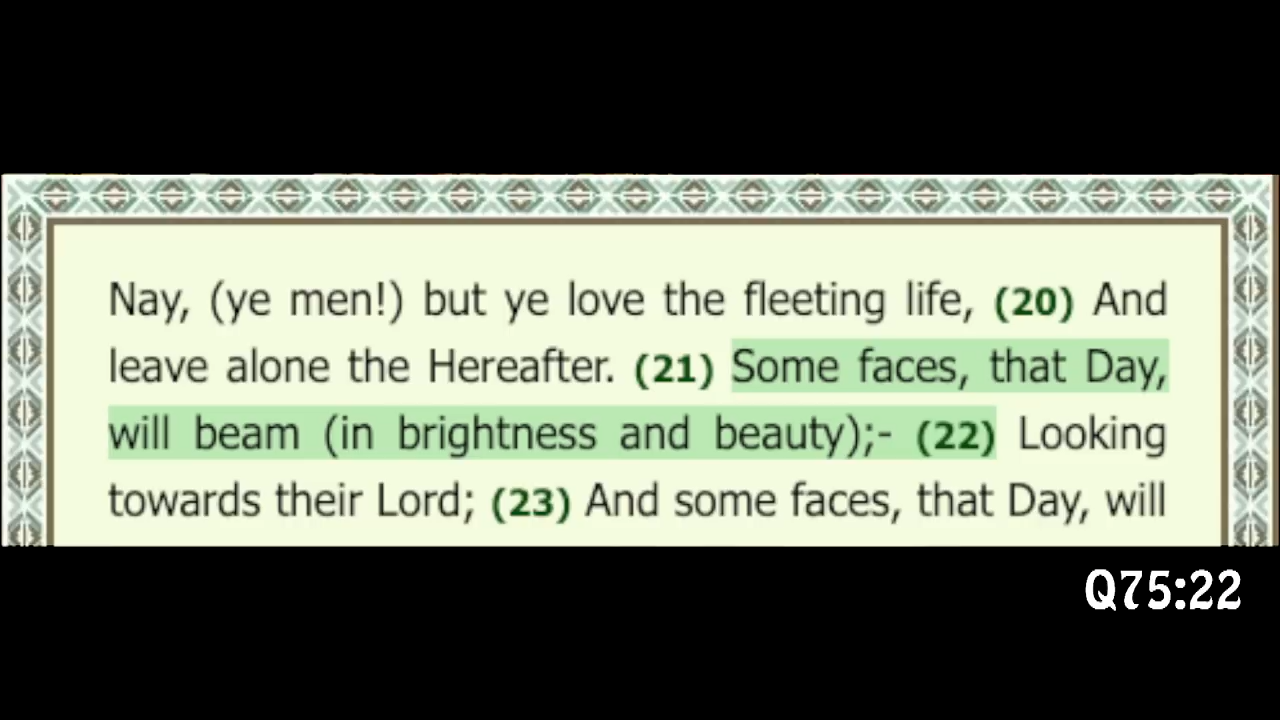 Nay, (ye men!) but ye love the fleeting life, (20) And
leave alone the Hereafter. (21) Some faces, that Day,
will beam (in brightness and beauty);- (22) Looking
towards their Lord; (23) And some faces, that Day, will
Q75:22